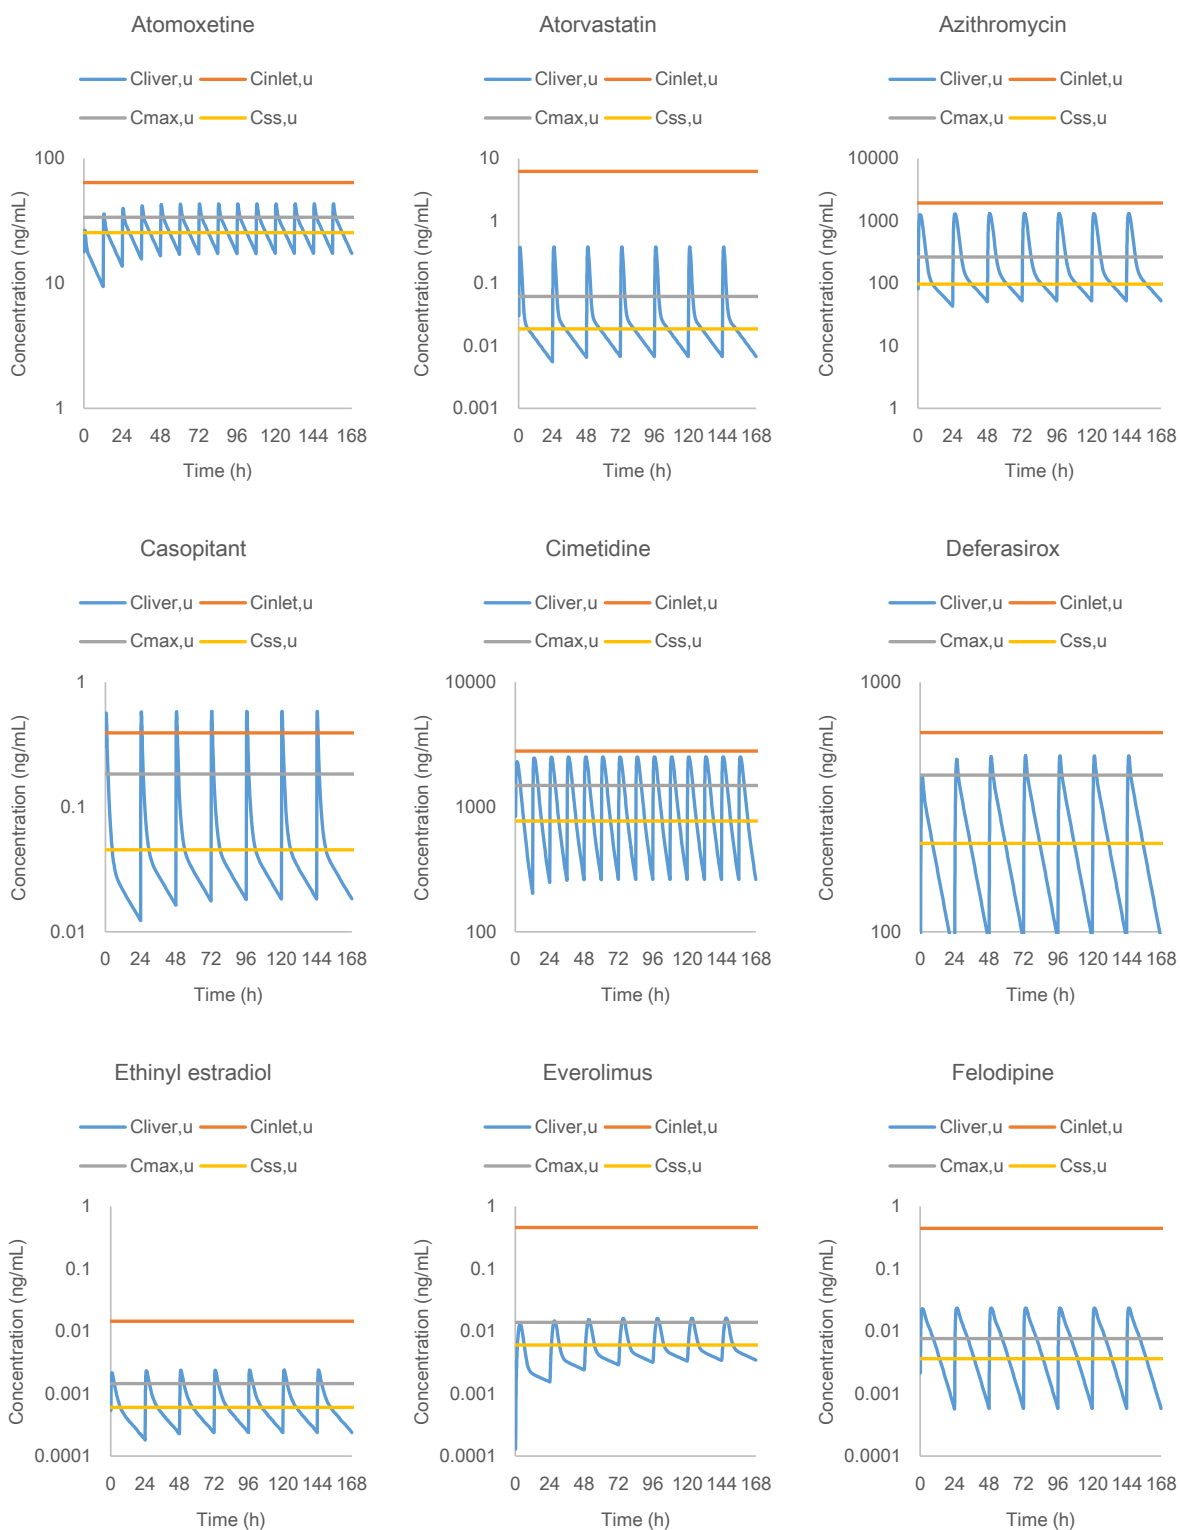 Atomoxetine
Cliver,u Cinlet,u
Cmax,u Css,u
Concentration (ng/mL)
100
10
1
0 24 48 72 96 120 144 168
Time (h)
Atorvastatin
Cliver,u Cinlet,u
Cmax,u Css,u
Concentration (ng/mL)
10
1
0.1
0.01
0.001
0 24 48 72 96 120 144 168
Time (h)
Azithromycin
Cliver,u Cinlet,u
Cmax,u Css,u
Concentration (ng/mL)
10000
1000
100
10
1
0 24 48 72 96 120 144 168
Time (h)
Casopitant
Cliver,u Cinlet,u
Cmax,u Css,u
Concentration (ng/mL)
1
0.1
0.01
0 24 48 72 96 120 144 168
Time (h)
Cimetidine
Cliver,u Cinlet,u
Cmax,u Css,u
Concentration (ng/mL)
10000
1000
100
0 24 48 72 96 120 144 168
Time (h)
Deferasirox
Cliver,u Cinlet,u
Cmax,u Css,u
Concentration (ng/mL)
1000
100
0 24 48 72 96 120 144 168
Time (h)
Ethinyl estradiol
Cliver,u Cinlet,u
Cmax,u Css,u
Concentration (ng/mL)
1
0.1
0.01
0.001
0.0001
0 24 48 72 96 120 144 168
Time (h)
Everolimus
Cliver,u Cinlet,u
Cmax,u Css,u
Concentration (ng/mL)
1
0.1
0.01
0.001
0.0001
0 24 48 72 96 120 144 168
Time (h)
Felodipine
Cliver,u Cinlet,u
Cmax,u Css,u
Concentration (ng/mL)
1
0.1
0.01
0.001
0.0001
0 24 48 72 96 120 144 168
Time (h)